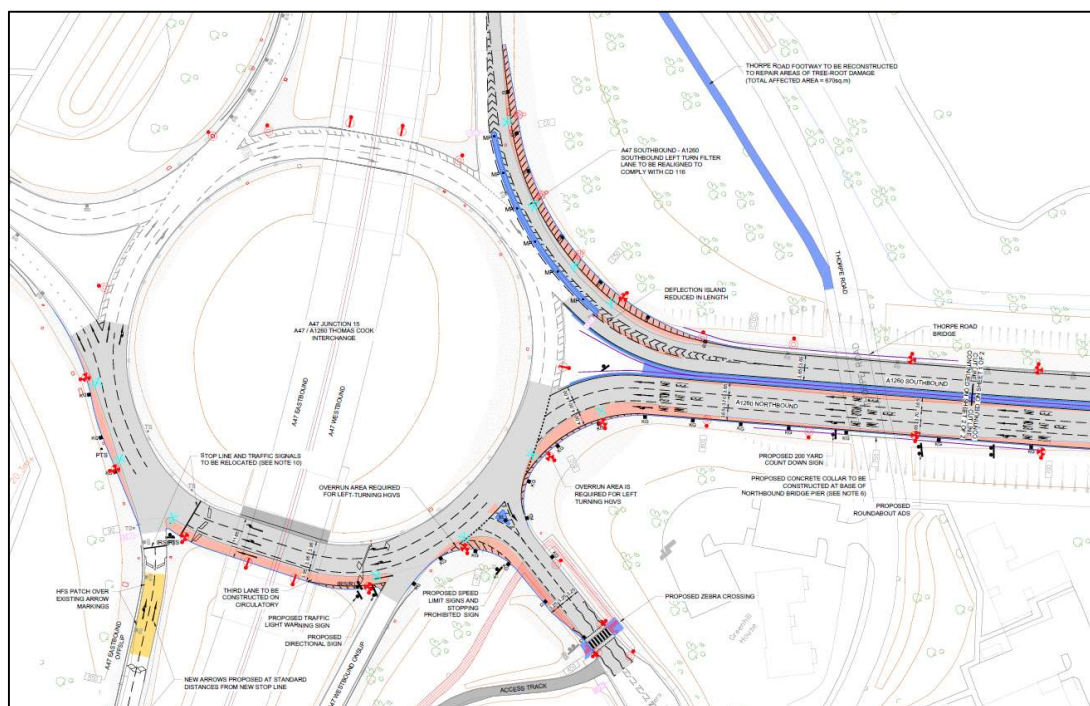 THORPE ROAD FOOTWAY TO BE RECONSTRUCTED
TO REPAIR AREAS OF TREE-ROOT DAMAGE
(TOTAL AFFECTED AREA = 670sq.m)
A47 SOUTHBOUND - A1260
SOUTHBOUND LEFT TURN FILTER
LANE TO BE REALIGNED TO
COMPLY WITH CD 116
MP
MP
MP
MP
MP
MP
THORPE ROAD
DEFLECTION ISLAND
REDUCED IN LENGTH
THORPE ROAD
BRIDGE
A47 JUNCTION 15
A47 / A1260 THOMAS COOK
INTERCHANGE
A47 EASTBOUND
A47 WESTBOUND
A1260 SOUTHBOUND
A1260 NORTHBOUND
STOP LINE AND TRAFFIC SIGNALS
TO BE RELOCATED (SEE NOTE 10)
OVERRUN AREA REQUIRED
FOR LEFT-TURNING HGVS
OVERRUN AREA IS
REQUIRED FOR LEFT
TURNING HGVS
PROPOSED 200 YARD
COUNT DOWN SIGN
PROPOSED CONCRETE COLLAR TO BE
CONSTRUCTED AT BASE OF
NORTHBOUND BRIDGE PIER (SEE NOTE 6)
PROPOSED
ROUNDABOUT ADS
PTS
HFS PATCH OVER
EXISTING ARROW
MARKINGS
THIRD LANE TO BE
CONSTRUCTED ON
CIRCULATORY
PROPOSED TRAFFIC
LIGHT WARNING SIGN
PROPOSED
DIRECTIONAL SIGN
PROPOSED SPEED
LIMIT SIGNS AND
STOPPING
PROHIBITED SIGN
PROPOSED ZEBRA CROSSING
Greenhill
House
A47 EASTBOUND
OFFSLIP
A47 WESTBOUND ONSLIP
NEW ARROWS PROPOSED AT STANDARD
DISTANCES FROM NEW STOP LINE
ACCESS TRACK